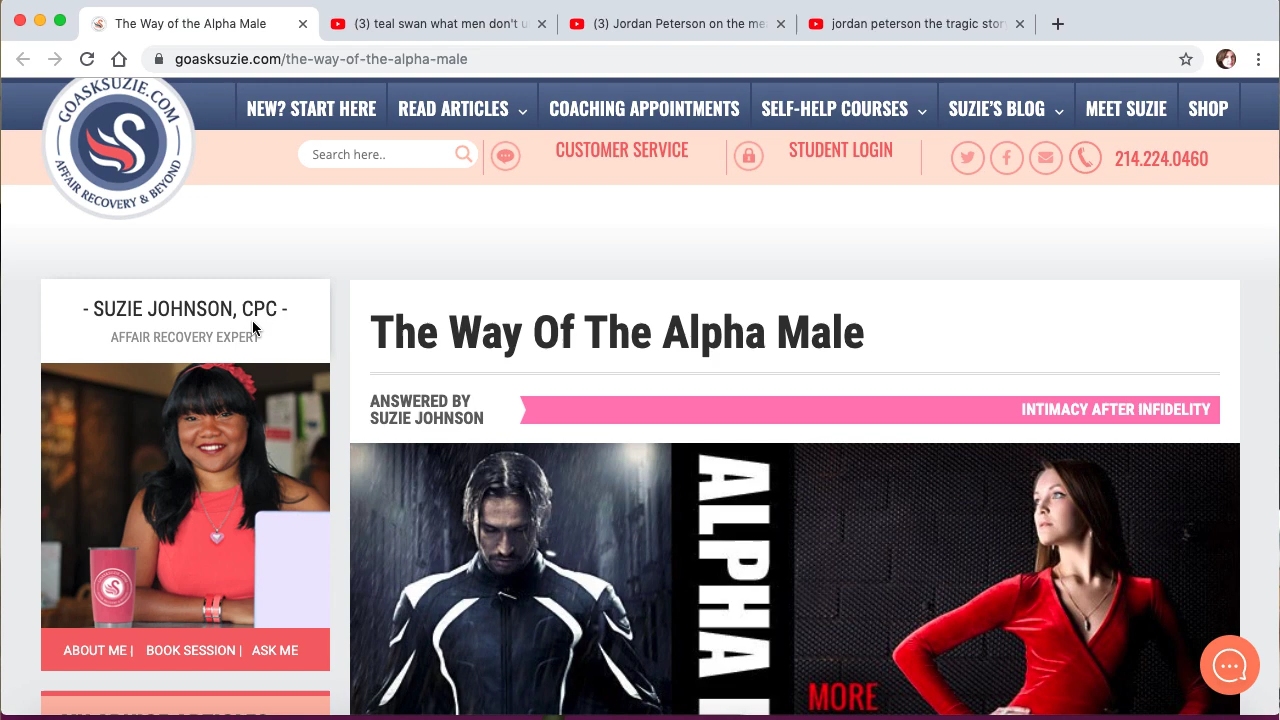 The Way of the Alpha Male
(3) teal swan what men don't u
(3) Jordan Peterson on the me
jordan peterson the tragic stor
goasksuzie.com/the-way-of-the-alpha-male
GOASKSUZIE.COM
AFFAIR RECOVERY & BEYOND
NEW? START HERE
READ ARTICLES
COACHING APPOINTMENTS
SELF-HELP COURSES
SUZIE'S BLOG
MEET SUZIE
SHOP
Search here..
CUSTOMER SERVICE
STUDENT LOGIN
214.224.0460
- SUZIE JOHNSON, CPC -
AFFAIR RECOVERY EXPERT
ABOUT ME | BOOK SESSION | ASK ME
The Way Of The Alpha Male
ANSWERED BY
SUZIE JOHNSON
INTIMACY AFTER INFIDELITY
ALPHA
MORE